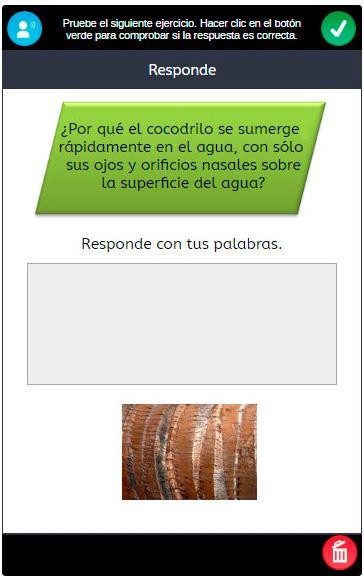 Pruebe el siguiente ejercicio. Hacer clic en el botón
verde para comprobar si la respuesta es correcta.
Responde
¿Por qué el cocodrilo se sumerge
rápidamente en el agua, con sólo
sus ojos y orificios nasales sobre
la superficie del agua?
Responde con tus palabras.